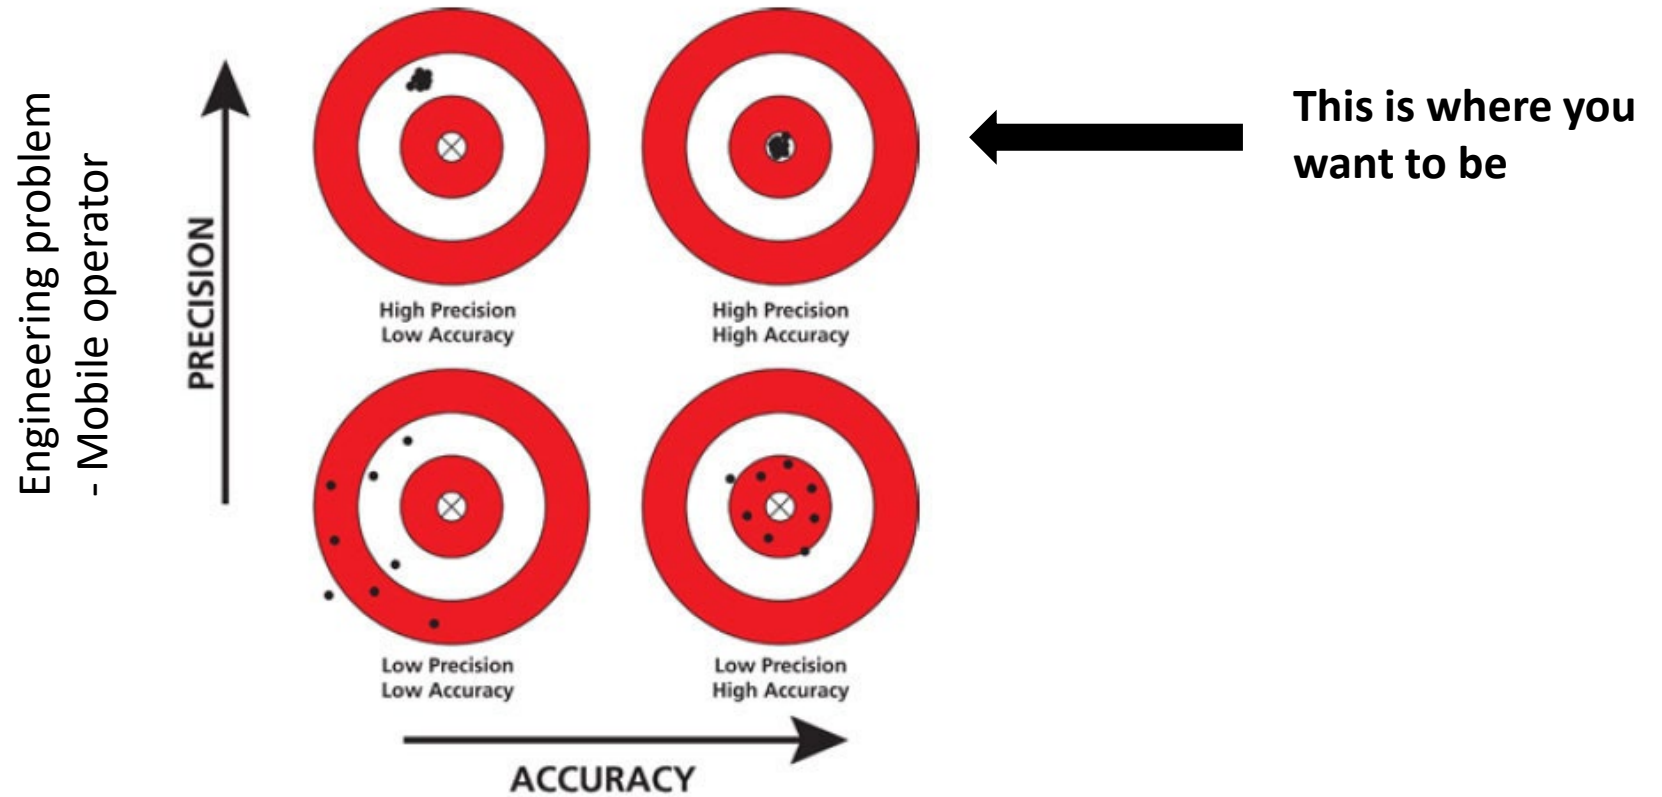 Engineering problem
- Mobile operator
PRECISION
High Precision
Low Accuracy
High Precision
High Accuracy
This is where you
want to be
Low Precision
Low Accuracy
Low Precision
High Accuracy
ACCURACY